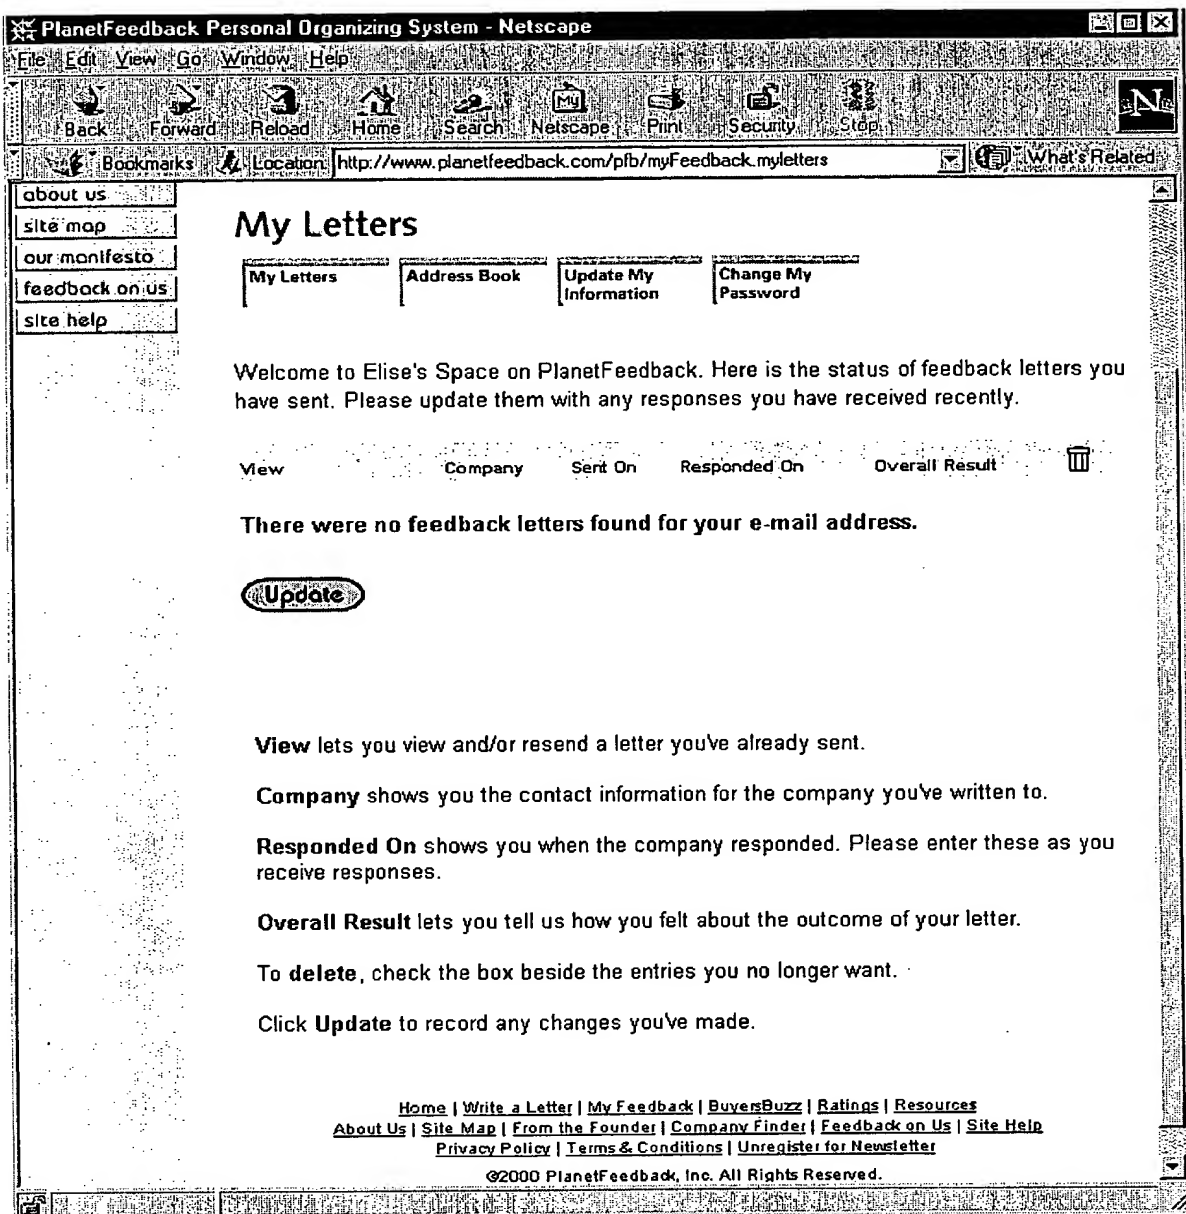 PlanetFeedback Personal Organizing System - Netscape
File Edit View Go Window Help
Back Forward Reload Home Search Netscape Print Security Stop
My
N
Bookmarks Location: http://www.planetfeedback.com/pfb/myFeedback.myletters What's Related
about us
site map
our manifesto
feedback on us
site help
My Letters
My Letters Address Book Update My Information Change My Password
Welcome to Elise's Space on PlanetFeedback. Here is the status of feedback letters you
have sent. Please update them with any responses you have received recently.
View Company Sent On Responded On Overall Result
There were no feedback letters found for your e-mail address.
Update
View lets you view and/or resend a letter you've already sent.
Company shows you the contact information for the company you've written to.
Responded On shows you when the company responded. Please enter these as you
receive responses.
Overall Result lets you tell us how you felt about the outcome of your letter.
To delete, check the box beside the entries you no longer want.
Click Update to record any changes you've made.
Home | Write a Letter | My Feedback | BuyersBuzz | Ratings | Resources
About Us | Site Map | From the Founder | Company Finder | Feedback on Us | Site Help
Privacy Policy | Terms & Conditions | Unregister for Newsletter
©2000 PlanetFeedback, Inc. All Rights Reserved.